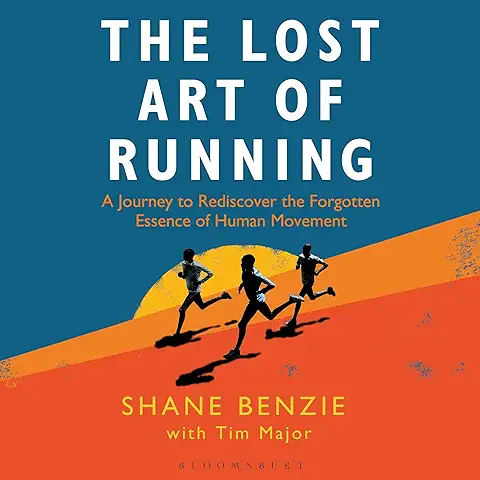 THE LOST
ART OF
RUNNING
A Journey to Rediscover the Forgotten
Essence of Human Movement
SHANE BENZIE
with Tim Major
BLOOMSBURY